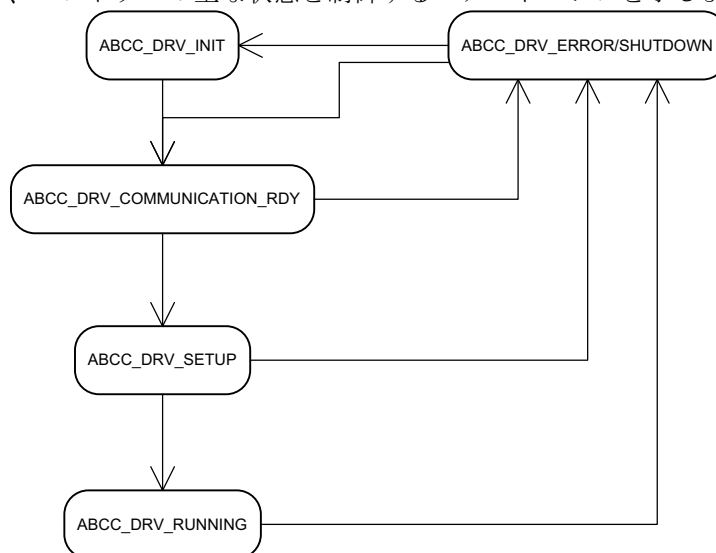 ABCC_DRV_INIT
ABCC_DRV_ERROR/SHUTDOWN
ABCC_DRV_COMMUNICATION_RDY
ABCC_DRV_SETUP
ABCC_DRV_RUNNING